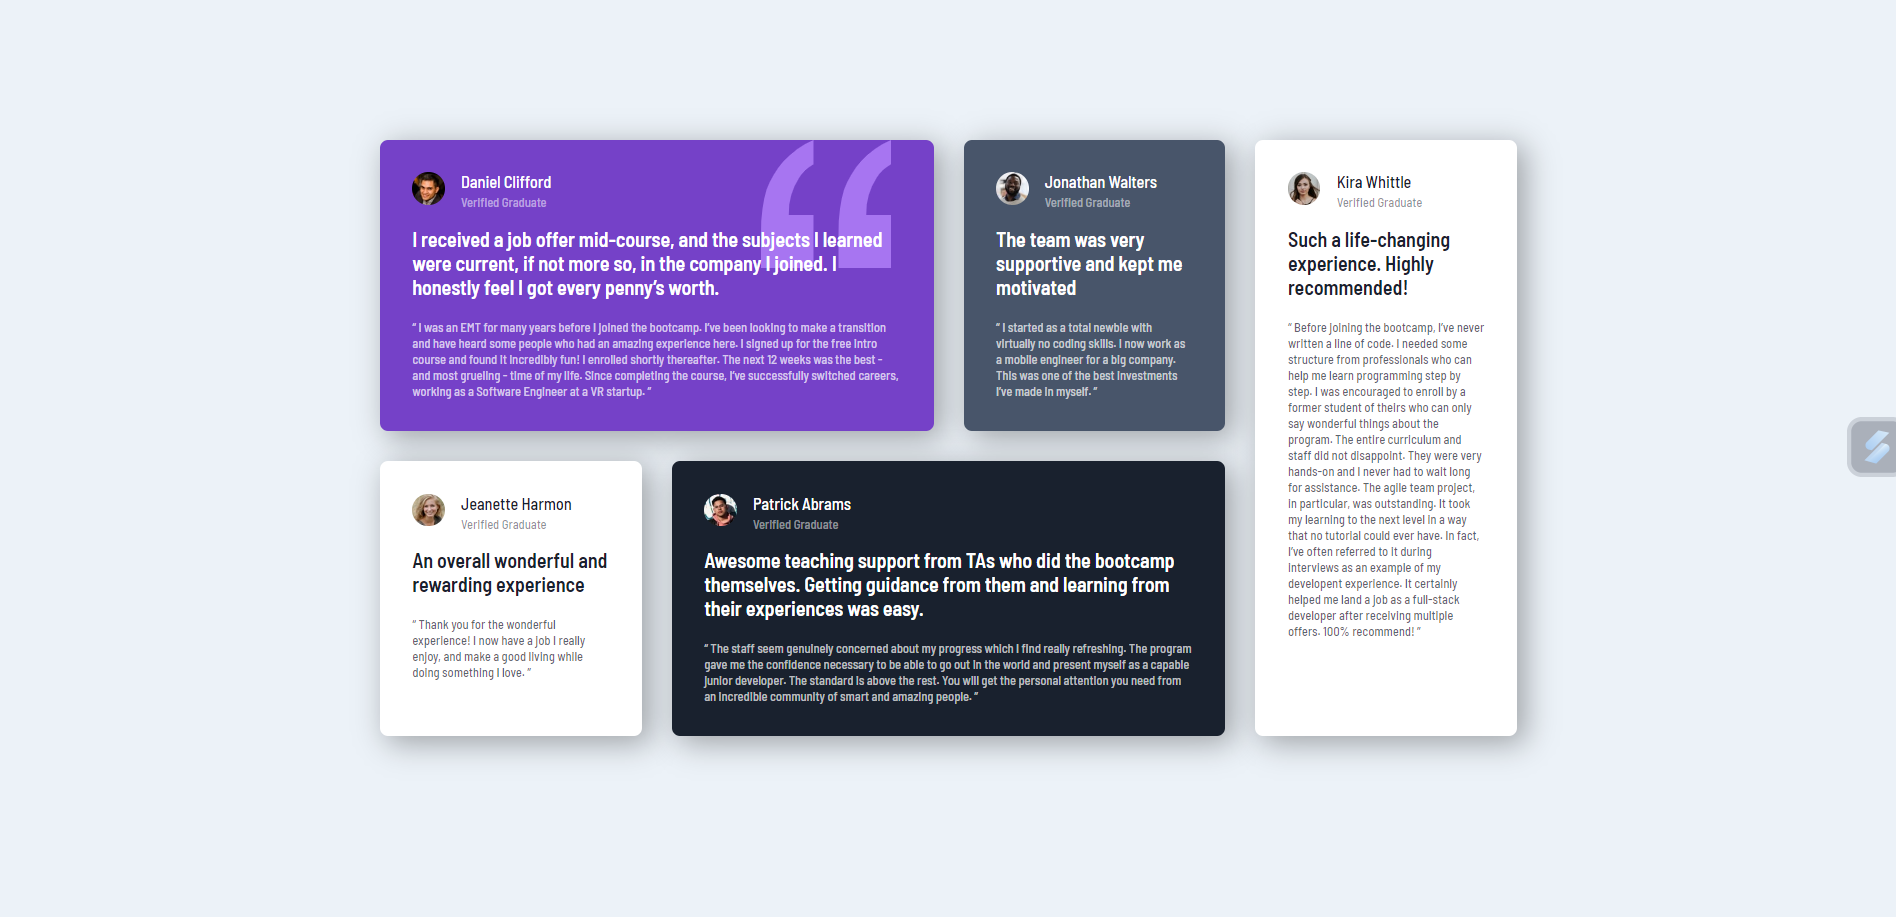 Daniel Clifford
Verified Graduate
I received a job offer mid-course, and the subjects I learned
were current, if not more so, in the company I joined. I
honestly feel I got every penny’s worth.
“ I was an EMT for many years before I joined the bootcamp. I’ve been looking to make a transition
and have heard some people who had an amazing experience here. I signed up for the free intro
course and found it incredibly fun! I enrolled shortly thereafter. The next 12 weeks was the best -
and most grueling - time of my life. Since completing the course, I’ve successfully switched careers,
working as a Software Engineer at a VR startup. ”
Jonathan Walters
Verified Graduate
The team was very
supportive and kept me
motivated
“ I started as a total newbie with
virtually no coding skills. I now work as
a mobile engineer for a big company.
This was one of the best investments
I’ve made in myself. ”
Kira Whittle
Verified Graduate
Such a life-changing
experience. Highly
recommended!
“ Before joining the bootcamp, I’ve never
written a line of code. I needed some
structure from professionals who can
help me learn programming step by
step. I was encouraged to enroll by a
former student of theirs who can only
say wonderful things about the
program. The entire curriculum and
staff did not disappoint. They were very
hands-on and I never had to wait long
for assistance. The agile team project,
in particular, was outstanding. It took
my learning to the next level in a way
that no tutorial could ever have. In fact,
I’ve often referred to it during
interviews as an example of my
developent experience. It certainly
helped me land a job as a full-stack
developer after receiving multiple
offers. 100% recommend! ”
Jeanette Harmon
Verified Graduate
An overall wonderful and
rewarding experience
“ Thank you for the wonderful
experience! I now have a job I really
enjoy, and make a good living while
doing something I love. ”
Patrick Abrams
Verified Graduate
Awesome teaching support from TAs who did the bootcamp
themselves. Getting guidance from them and learning from
their experiences was easy.
“ The staff seem genuinely concerned about my progress which I find really refreshing. The program
gave me the confidence necessary to be able to go out in the world and present myself as a capable
junior developer. The standard is above the rest. You will get the personal attention you need from
an incredible community of smart and amazing people. ”